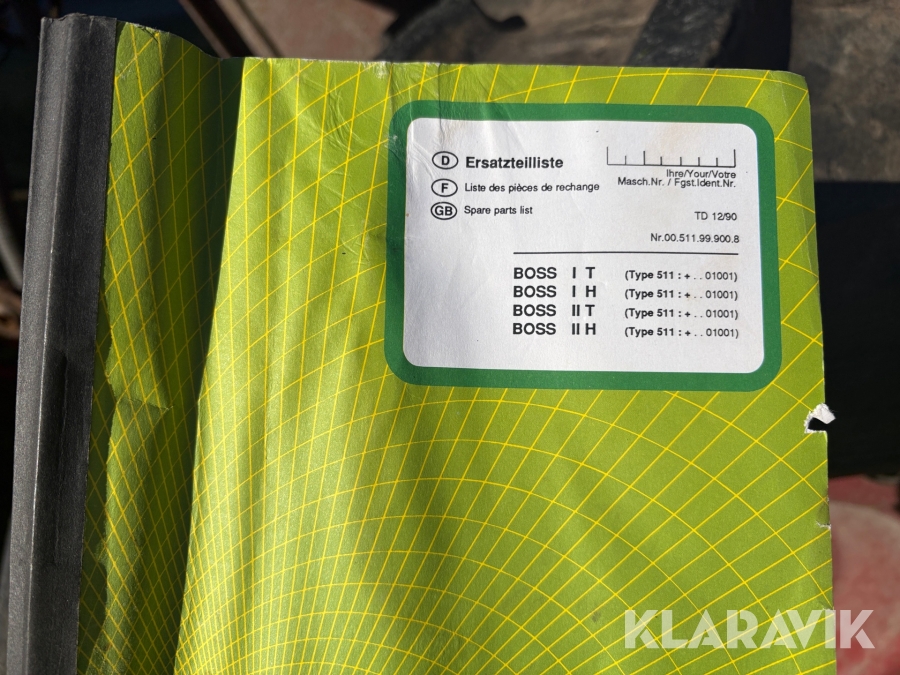 D Ersatzteilliste
F Liste des pièces de rechange
GB Spare parts list
Ihre/Your/Votre
Masch.Nr. / Fgst.Ident.Nr.
TD 12/90
Nr.00.511.99.900.8
BOSS I T (Type 511 : + . . 01001)
BOSS I H (Type 511 : + . . 01001)
BOSS II T (Type 511 : + . . 01001)
BOSS II H (Type 511 : + . . 01001)
KLARAVIK